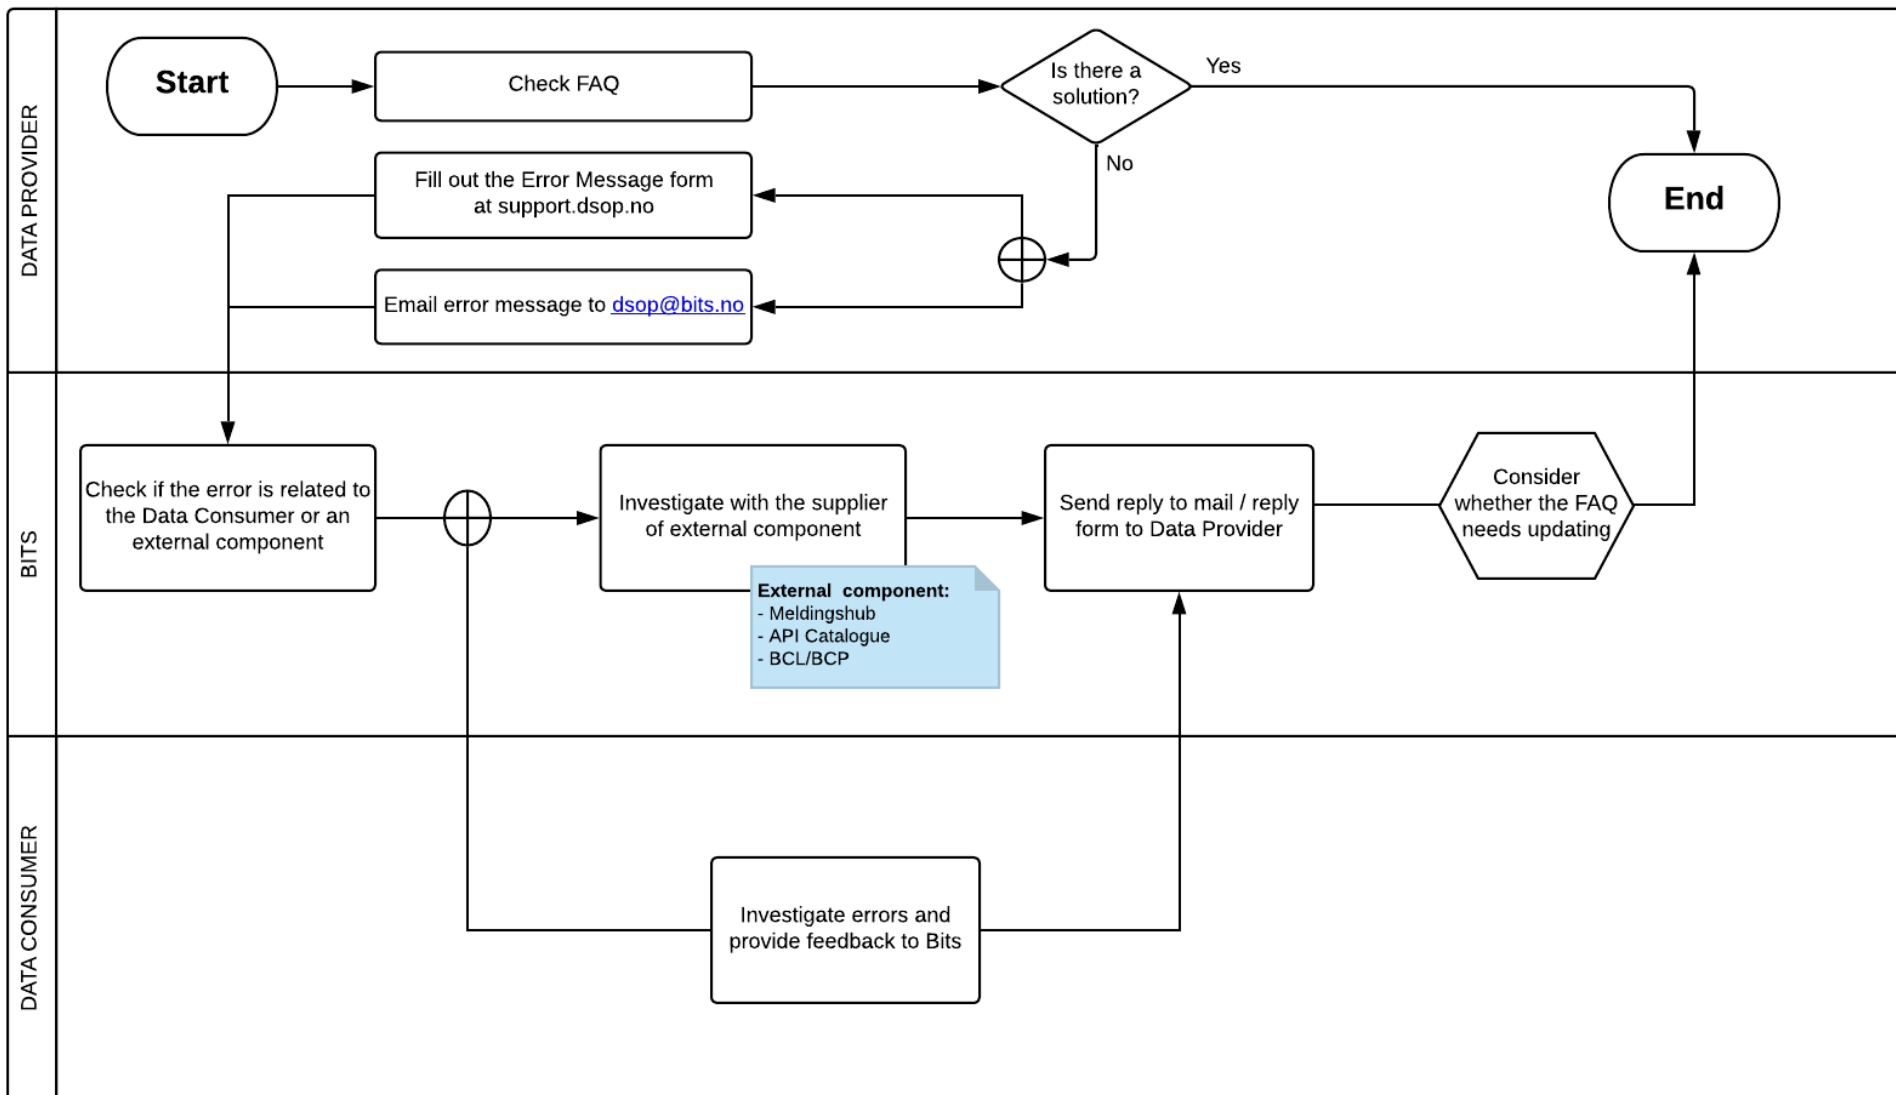 DATA PROVIDER
Start
Check FAQ
Is there a
solution?
Yes
No
Fill out the Error Message form
at support.dsop.no
Email error message to dsop@bits.no
End
BITS
Check if the error is related to
the Data Consumer or an
external component
Investigate with the supplier
of external component
External component:
- Meldingshub
- API Catalogue
- BCL/BCP
Send reply to mail / reply
form to Data Provider
Consider
whether the FAQ
needs updating
DATA CONSUMER
Investigate errors and
provide feedback to Bits